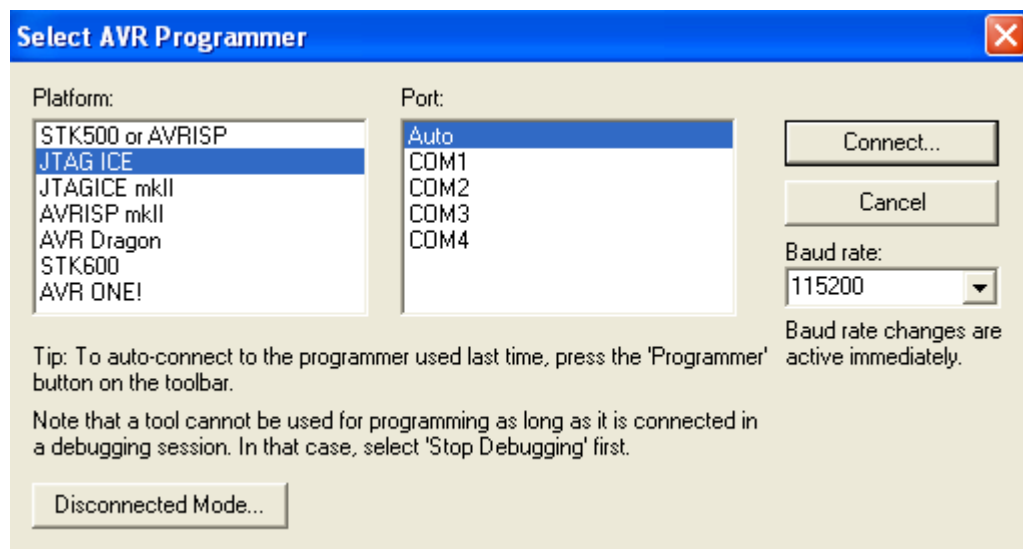 Select AVR Programmer
Platform:
STK500 or AVRISP
JTAG ICE
JTAGICE mkII
AVRISP mkII
AVR Dragon
STK600
AVR ONE!
Port:
Auto
COM1
COM2
COM3
COM4
Connect...
Cancel
Baud rate:
115200
Baud rate changes are
active immediately.
Tip: To auto-connect to the programmer used last time, press the 'Programmer'
button on the toolbar.
Note that a tool cannot be used for programming as long as it is connected in
a debugging session. In that case, select 'Stop Debugging' first.
Disconnected Mode...